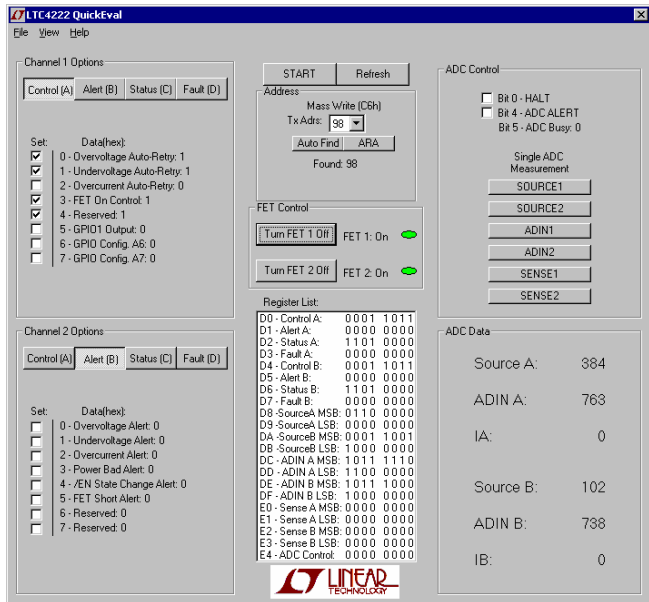 LTC4222 QuickEval
File View Help
Channel 1 Options
Control (A) Alert (B) Status (C) Fault (D)
Set: Data(hex):
0 - Overvoltage Auto-Retry: 1
1 - Undervoltage Auto-Retry: 1
2 - Overcurrent Auto-Retry: 0
3 - FET On Control: 1
4 - Reserved: 1
5 - GPIO1 Output: 0
6 - GPIO Config. A6: 0
7 - GPIO Config. A7: 0
Channel 2 Options
Control (A) Alert (B) Status (C) Fault (D)
Set: Data(hex):
0 - Overvoltage Alert: 0
1 - Undervoltage Alert: 0
2 - Overcurrent Alert: 0
3 - Power Bad Alert: 0
4 - /EN State Change Alert: 0
5 - FET Short Alert: 0
6 - Reserved: 0
7 - Reserved: 0
START Refresh
Address
Mass Write (C6h)
Tx Adrs: 98
Auto Find ARA
Found: 98
FET Control
Turn FET 1 Off FET 1: On
Turn FET 2 Off FET 2: On
Register List:
D0 - Control A: 0001 1011
D1 - Alert A: 0000 0000
D2 - Status A: 1101 0000
D3 - Fault A: 0000 0000
D4 - Control B: 0001 1011
D5 - Alert B: 0000 0000
D6 - Status B: 1101 0000
D7 - Fault B: 0000 0000
D8 -SourceA MSB: 0110 0000
D9 -SourceA LSB: 0000 0000
DA -SourceB MSB: 0001 1001
DB -SourceB LSB: 1000 0000
DC - ADIN A MSB: 1011 1110
DD - ADIN A LSB: 1100 0000
DE - ADIN B MSB: 1011 1000
DF - ADIN B LSB: 1000 0000
E0 - Sense A MSB: 0000 0000
E1 - Sense A LSB: 0000 0000
E2 - Sense B MSB: 0000 0000
E3 - Sense B LSB: 0000 0000
E4 - ADC Control: 0000 0000
LINEAR
TECHNOLOGY
ADC Control
Bit 0 - HALT
Bit 4 - ADC ALERT
Bit 5 - ADC Busy: 0
Single ADC
Measurement
SOURCE1
SOURCE2
ADIN1
ADIN2
SENSE1
SENSE2
ADC Data
Source A: 384
ADIN A: 763
IA: 0
Source B: 102
ADIN B: 738
IB: 0